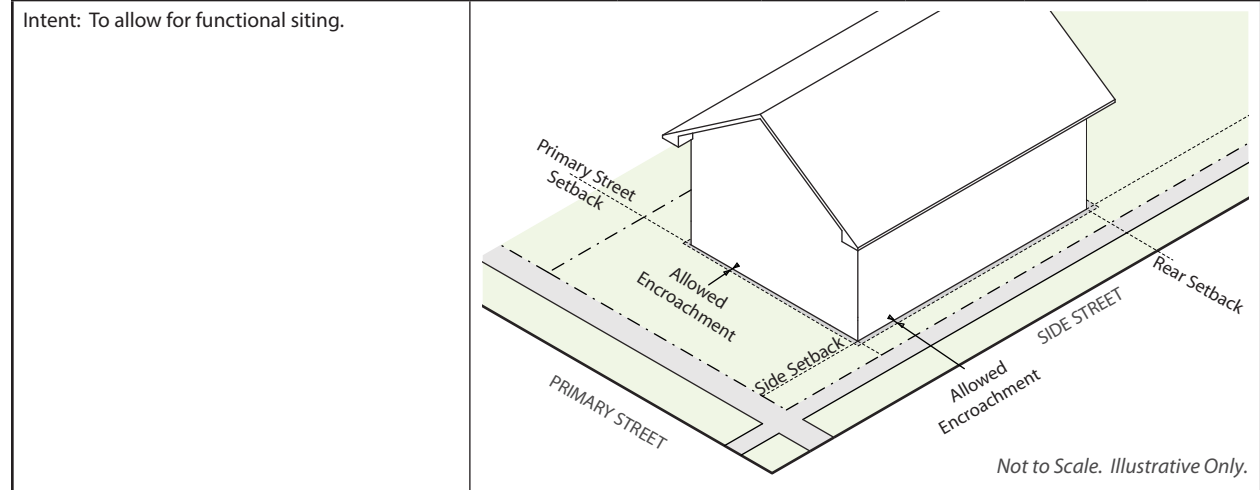 Intent: To allow for functional siting.
Primary Street
Setback
Allowed
Encroachment
Side Setback
PRIMARY STREET
Rear Setback
SIDE STREET
Allowed
Encroachment
Not to Scale. Illustrative Only.